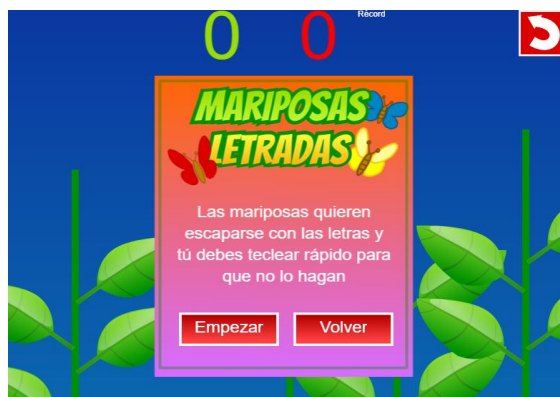 0 0 Récord
MARIPOSAS
LETRADAS
Las mariposas quieren
escaparse con las letras y
tú debes teclear rápido para
que no lo hagan
Empezar Volver